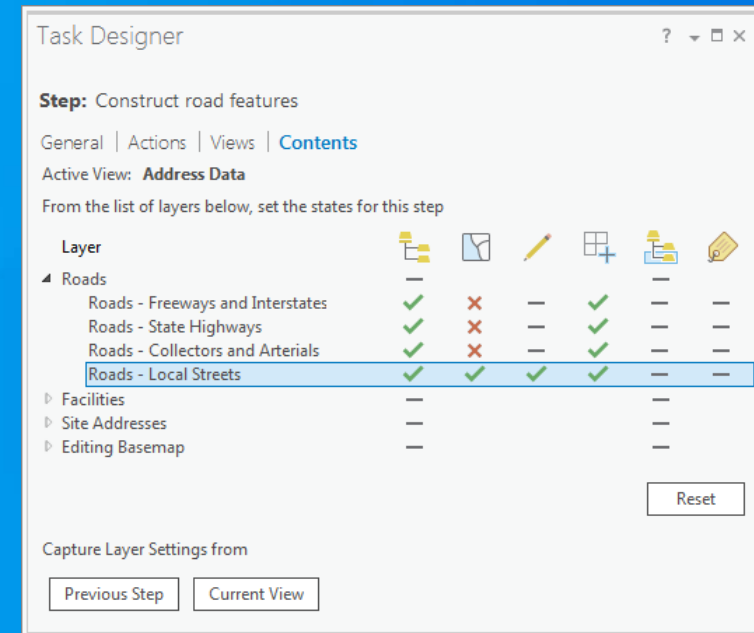 Task Designer
Step: Construct road features
General | Actions | Views | Contents
Active View: Address Data
From the list of layers below, set the states for this step
Layer
Roads
Roads - Freeways and Interstates
Roads - State Highways
Roads - Collectors and Arterials
Roads - Local Streets
Facilities
Site Addresses
Editing Basemap
Reset
Capture Layer Settings from
Previous Step Current View